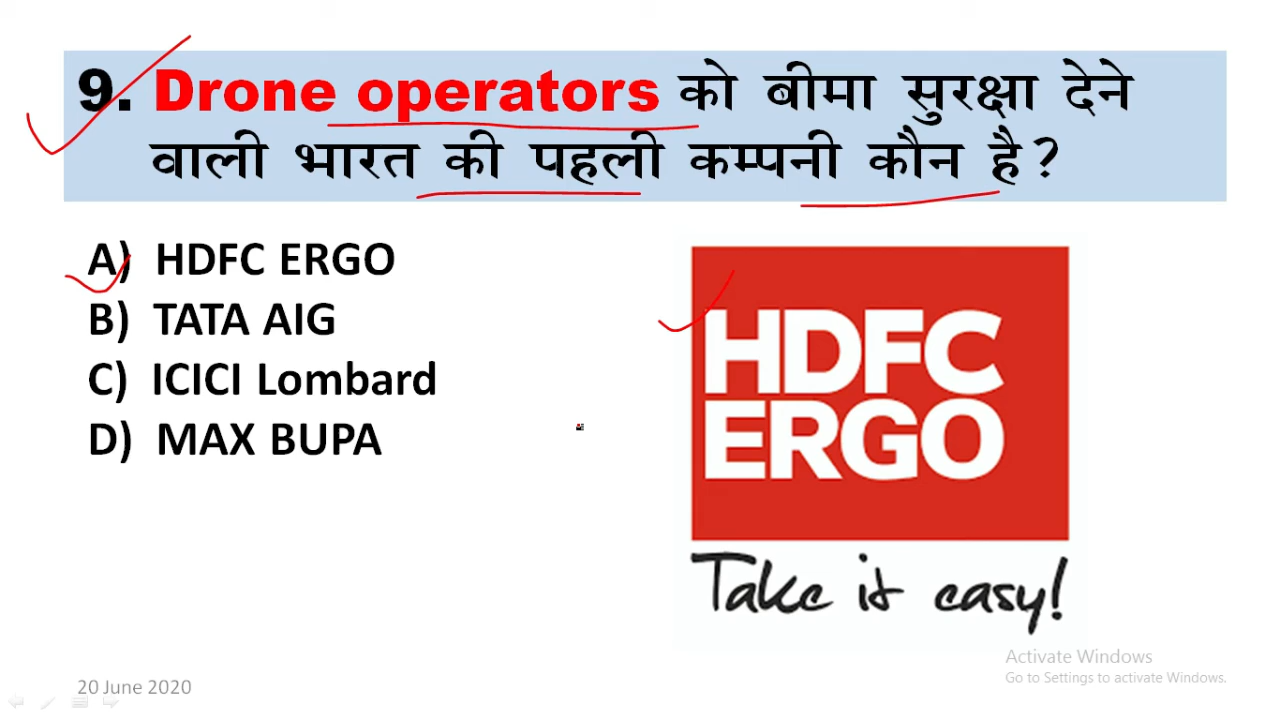 9. Drone operators को बीमा सुरक्षा देने
वाली भारत की पहली कम्पनी कौन है?
A) HDFC ERGO
B) TATA AIG
C) ICICI Lombard
D) MAX BUPA
HDFC
ERGO
Take it easy!
Activate Windows
Go to Settings to activate Windows.
20 June 2020